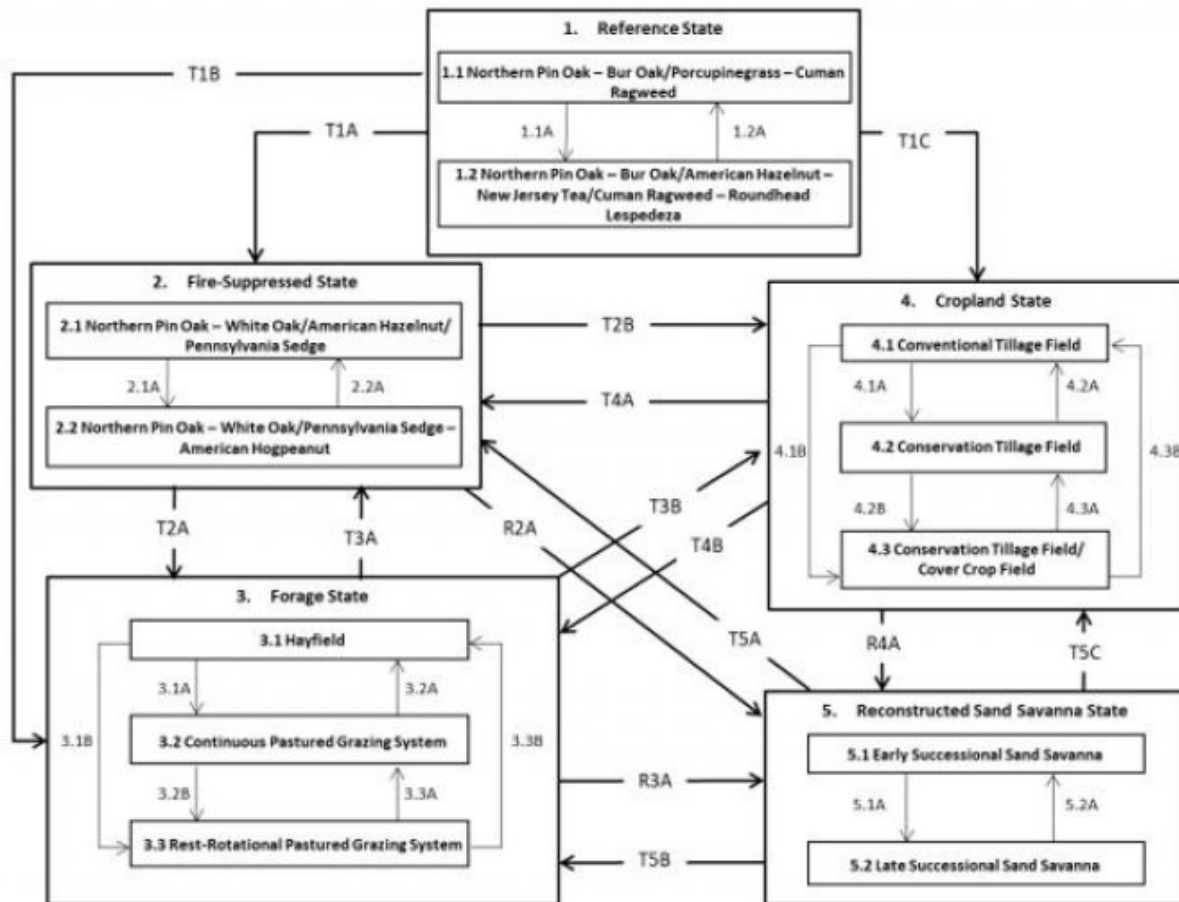 1. Reference State
1.1 Northern Pin Oak – Bur Oak/Porcupinegrass – Cuman
Ragweed
T1B
1.1A
1.2A
T1A
T1C
1.2 Northern Pin Oak – Bur Oak/American Hazelnut –
New Jersey Tea/Cuman Ragweed – Roundhead
Lespedeza
2. Fire-Suppressed State
2.1 Northern Pin Oak – White Oak/American Hazelnut/
Pennsylvania Sedge
2.1A
2.2A
2.2 Northern Pin Oak – White Oak/Pennsylvania Sedge –
American Hogpeanut
T2B
T4A
4. Cropland State
4.1 Conventional Tillage Field
4.1A
4.2A
4.2 Conservation Tillage Field
4.1B
4.3B
4.2B
4.3A
4.3 Conservation Tillage Field/
Cover Crop Field
T2A
T3A
R2A
T3B
T4B
T5A
R4A
T5C
3. Forage State
3.1 Hayfield
3.1A
3.2A
3.1B
3.2 Continuous Pastured Grazing System
3.3B
3.2B
3.3A
3.3 Rest-Rotational Pastured Grazing System
R3A
T5B
5. Reconstructed Sand Savanna State
5.1 Early Successional Sand Savanna
5.1A
5.2A
5.2 Late Successional Sand Savanna